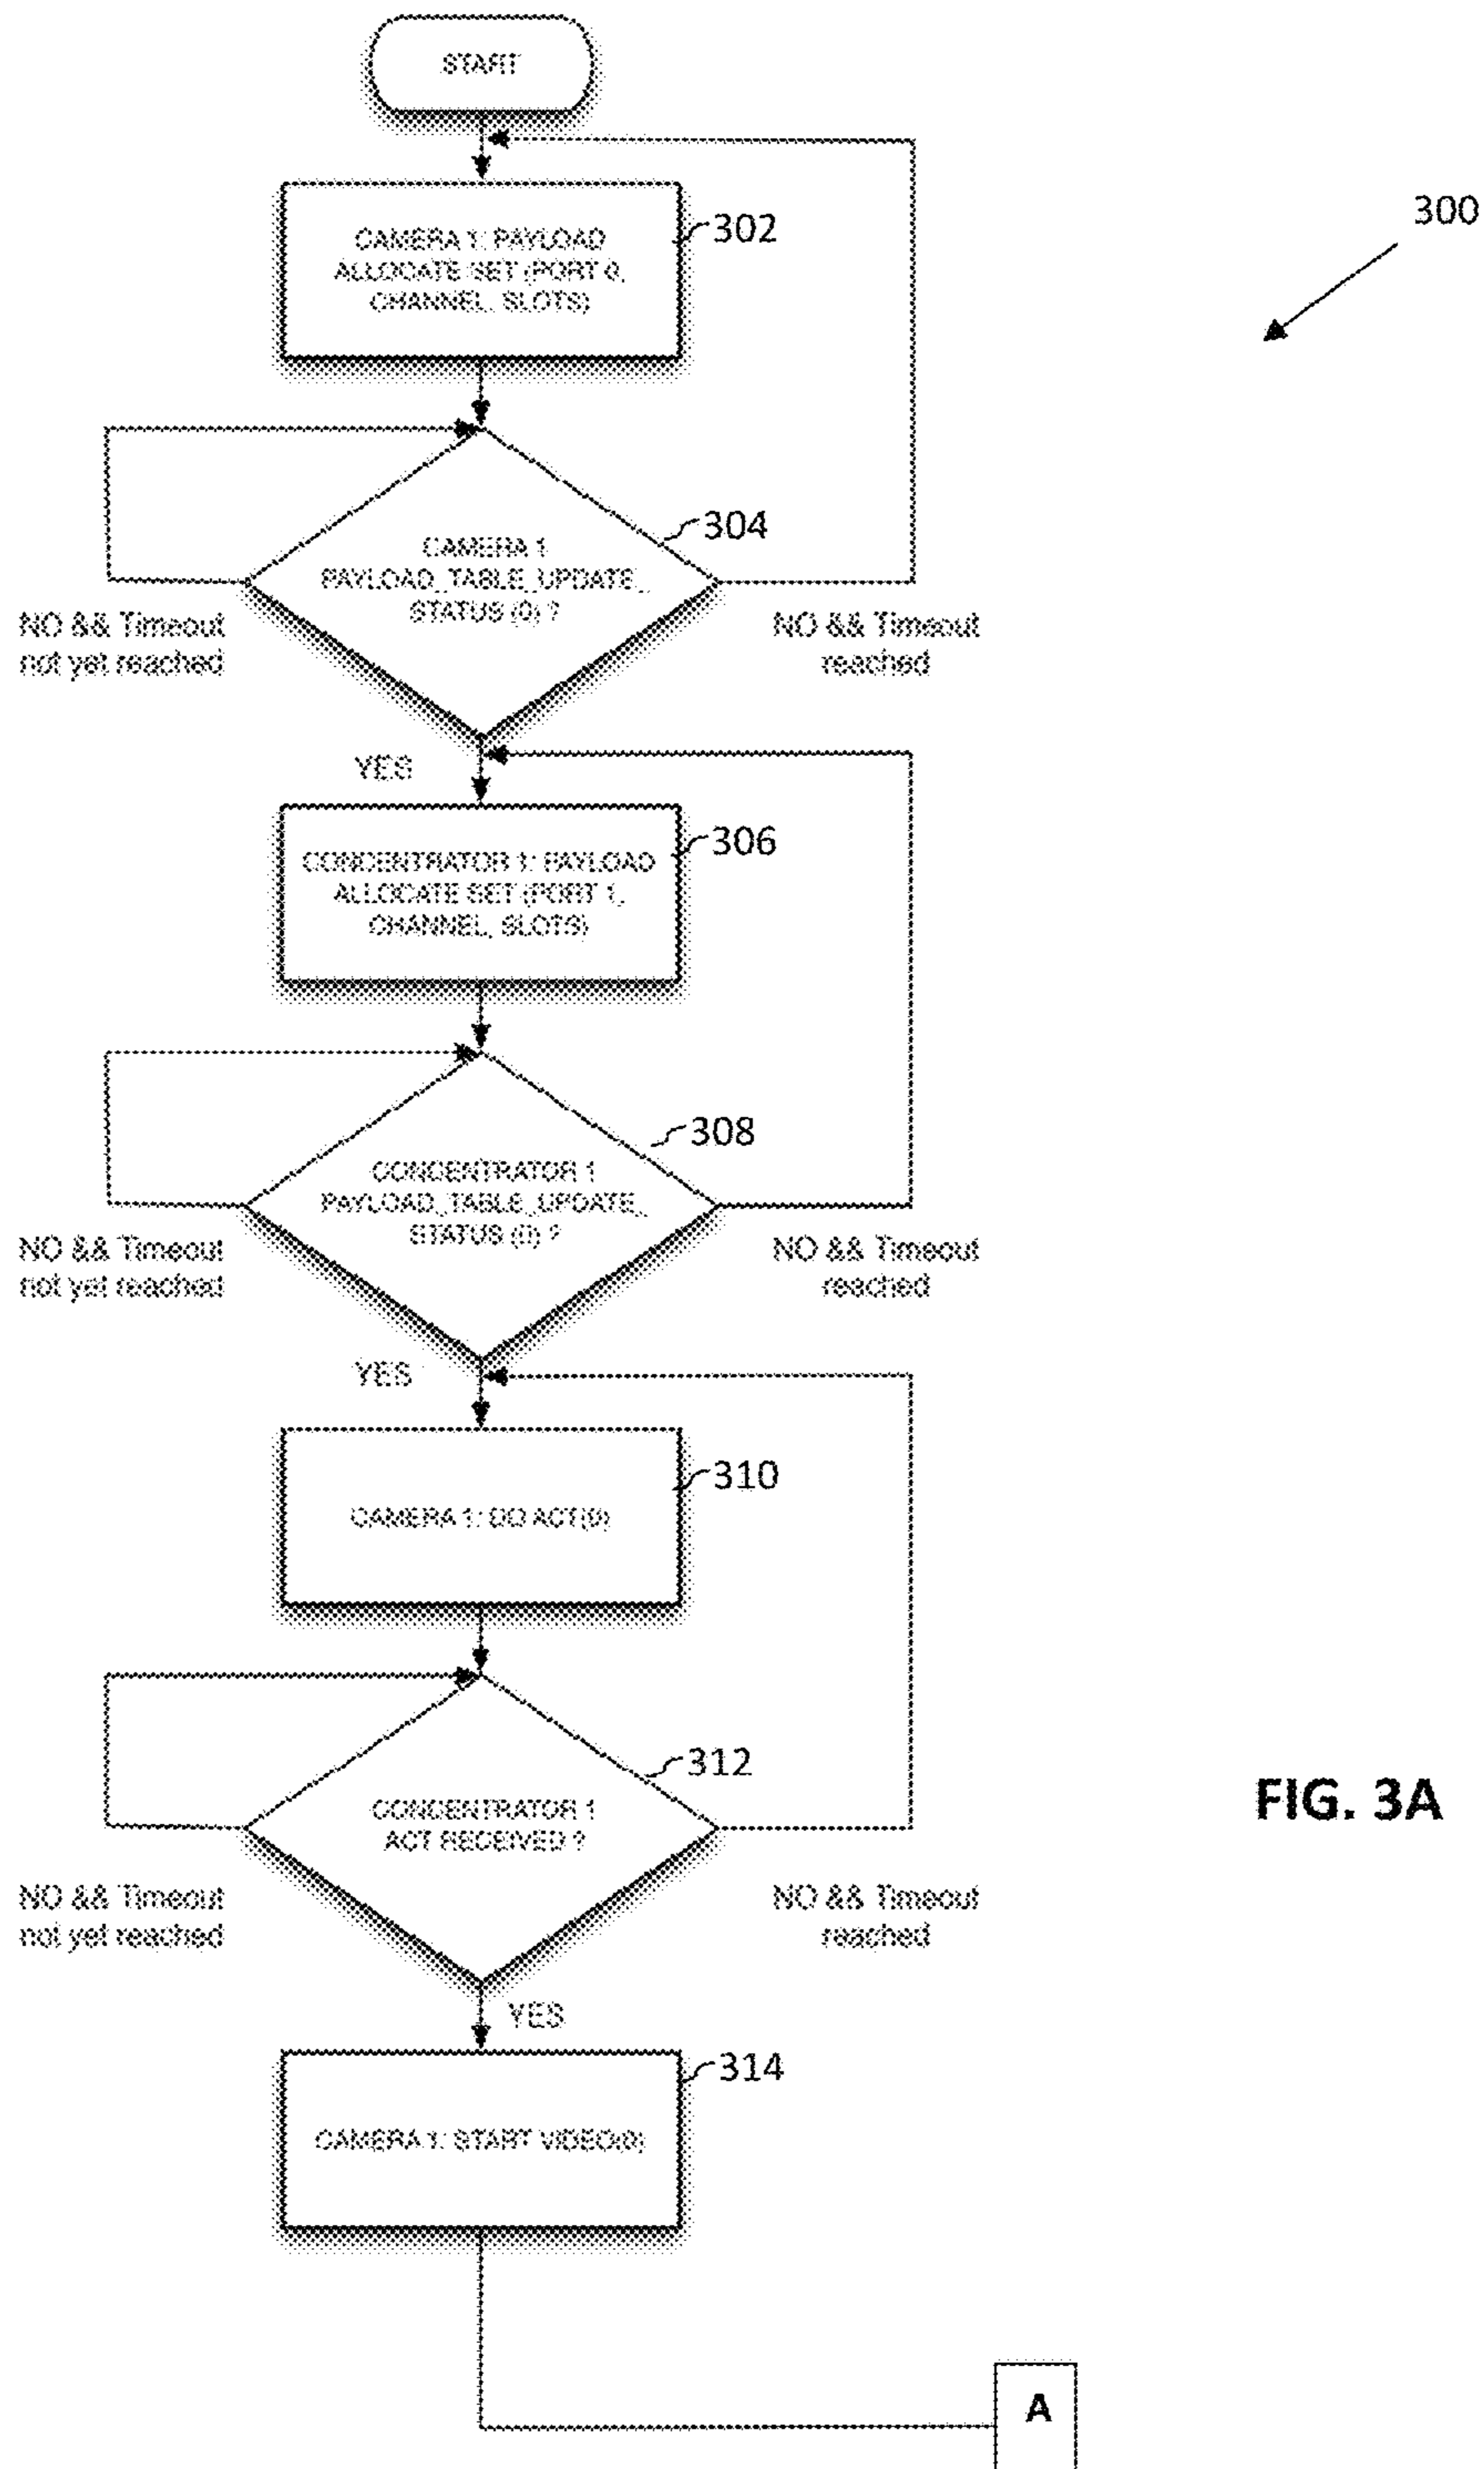 START
300
CAMERA 1: PAYLOAD
ALLOCATE SET (PORT 0,
CHANNEL, SLOTS)
302
CAMERA 1
PAYLOAD_TABLE_UPDATE_
STATUS (0) ?
304
NO && Timeout
not yet reached
NO && Timeout
reached
YES
CONCENTRATOR 1: PAYLOAD
ALLOCATE SET (PORT 1,
CHANNEL, SLOTS)
306
CONCENTRATOR 1
PAYLOAD_TABLE_UPDATE_
STATUS (0) ?
308
NO && Timeout
not yet reached
NO && Timeout
reached
YES
CAMERA 1: DO ACT(0)
310
CONCENTRATOR 1
ACT RECEIVED ?
312
NO && Timeout
not yet reached
NO && Timeout
reached
YES
CAMERA 1: START VIDEO(0)
314
FIG. 3A
A